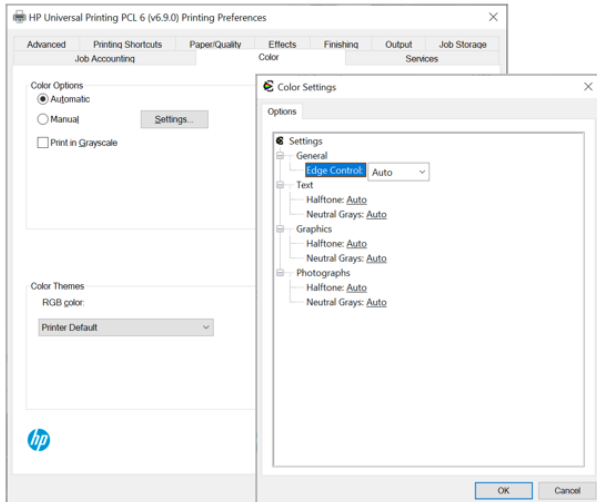 HP Universal Printing PCL 6 (v6.9.0) Printing Preferences
Advanced Printing Shortcuts Paper/Quality Effects Finishing Output Job Storage
Job Accounting Color Services
Color Options
Automatic
Manual Settings...
Print in Grayscale
Color Themes
RGB color:
Printer Default
hp
Color Settings
Options
Settings
General
Edge Control: Auto
Text
Halftone: Auto
Neutral Grays: Auto
Graphics
Halftone: Auto
Neutral Grays: Auto
Photographs
Halftone: Auto
Neutral Grays: Auto
OK Cancel